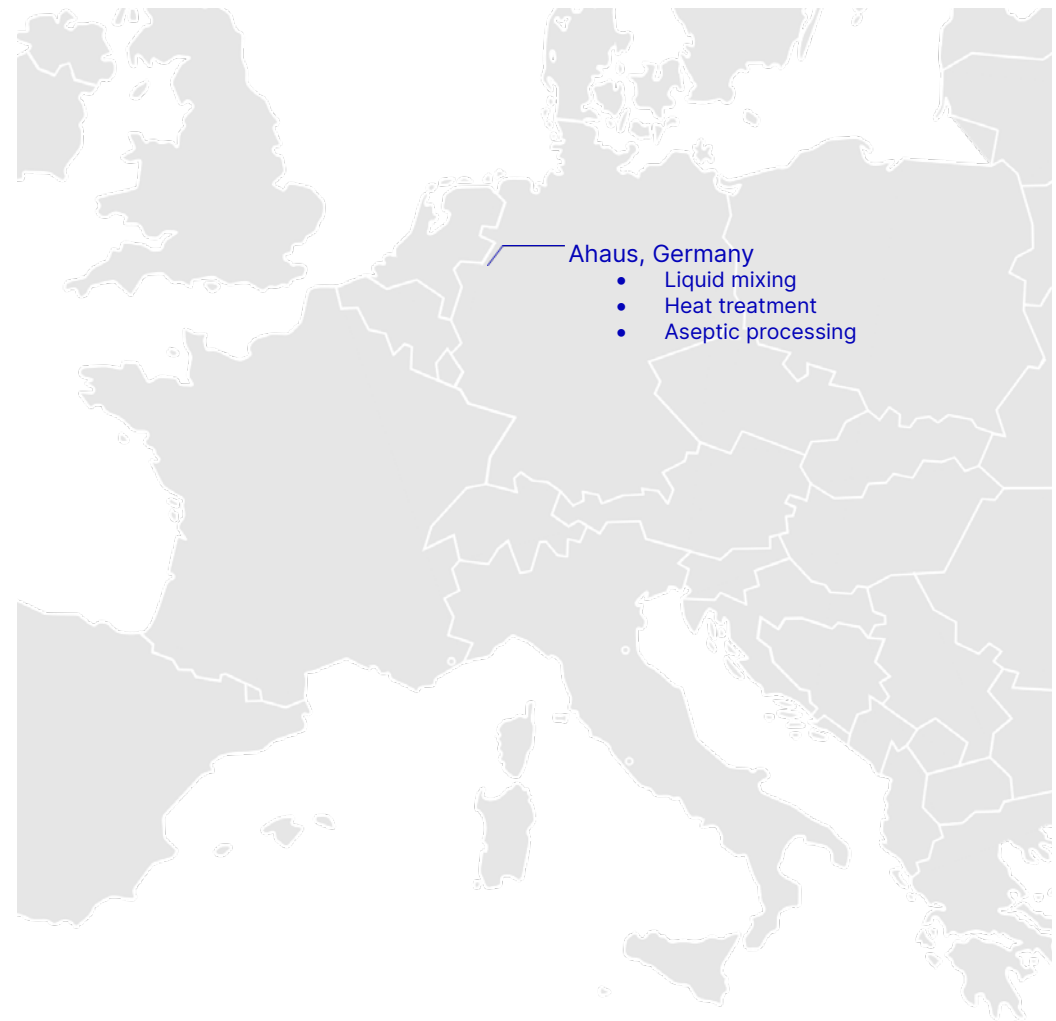 Ahaus, Germany
• Liquid mixing
• Heat treatment
• Aseptic processing